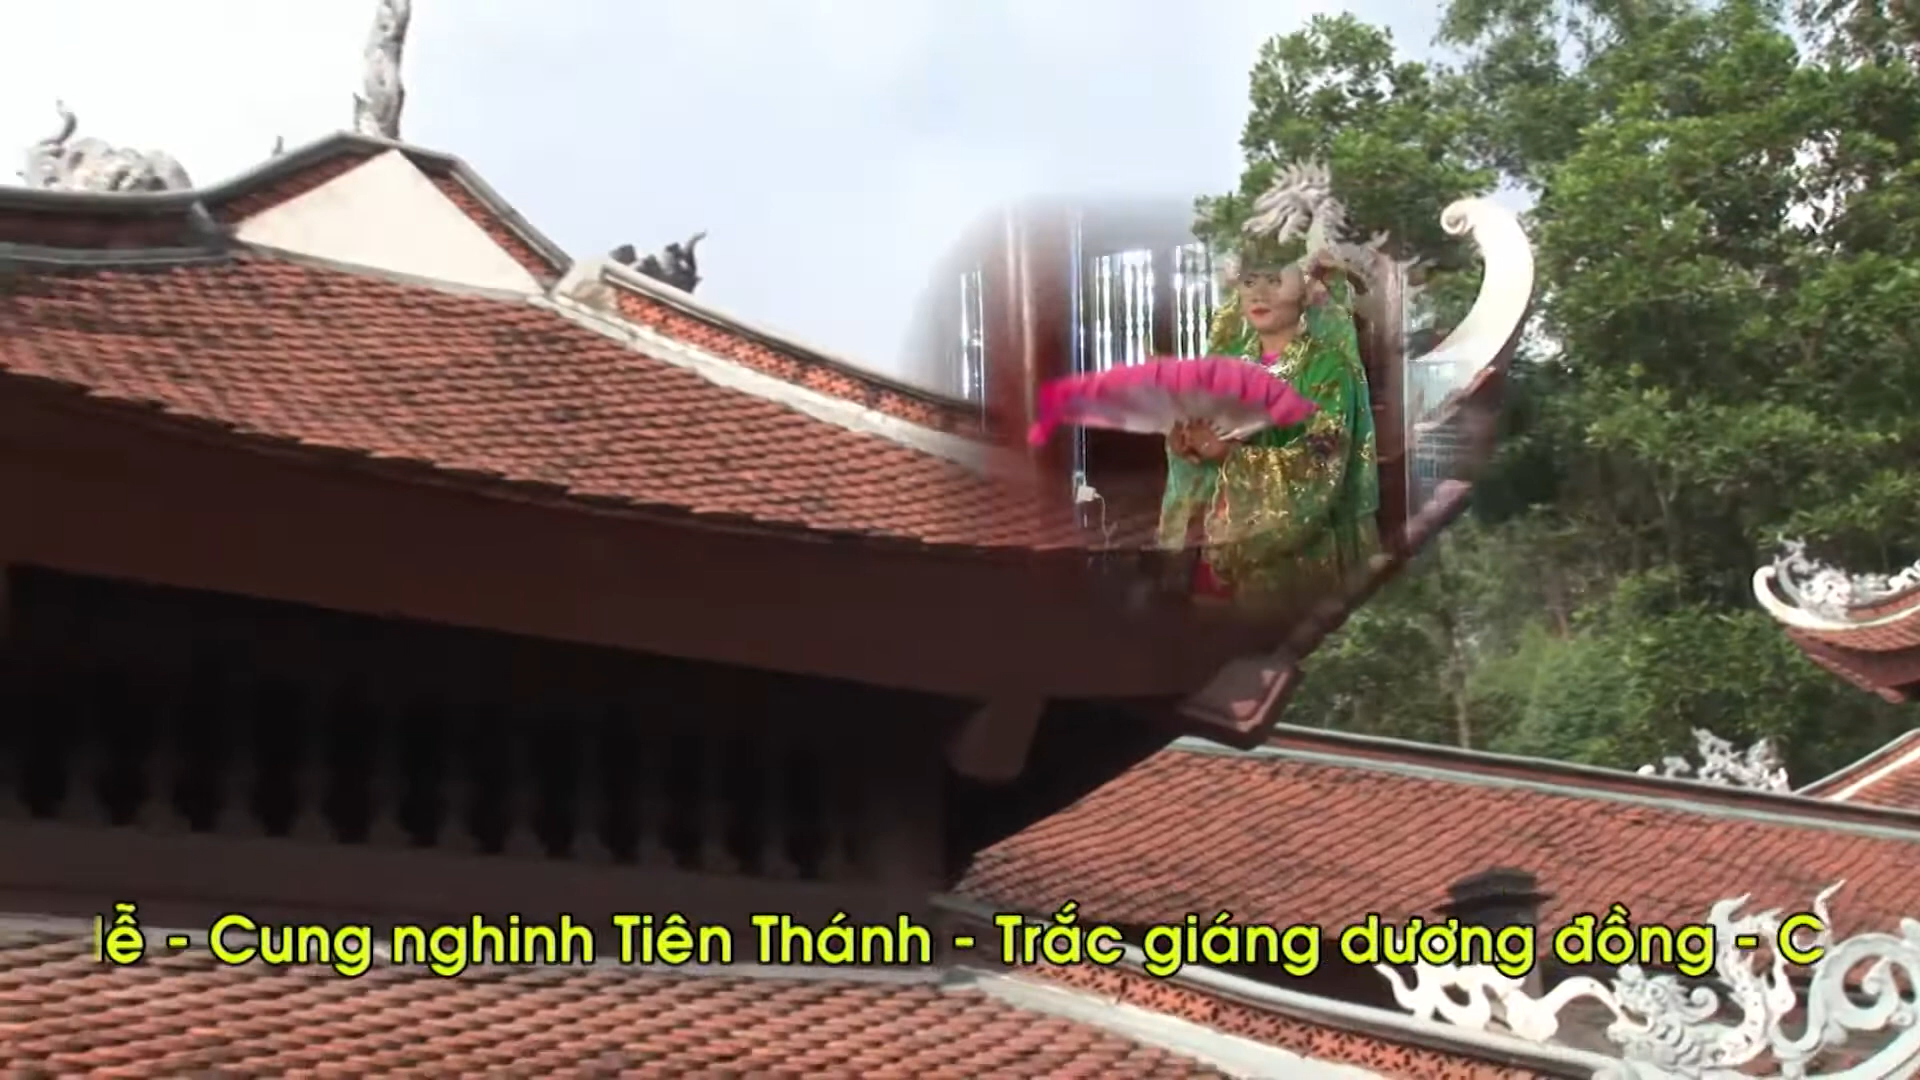 lễ - Cung nghinh Tiên Thánh - Trắc giáng dương đồng - C